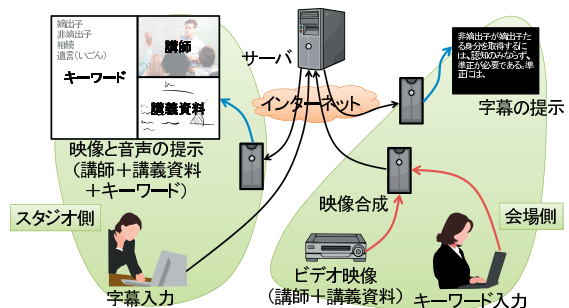 嫡出子
非嫡出子
相続
遺言（いごん）
キーワード
講師
講義資料
映像と音声の提示
（講師＋講義資料
＋キーワード）
スタジオ側
字幕入力
サーバ
インターネット
非嫡出子が嫡出子た
る身分を取得するに
は、認知のみならず、
準正が必要である。準
正には、
字幕の提示
映像合成
会場側
ビデオ映像
（講師＋講義資料）
キーワード入力